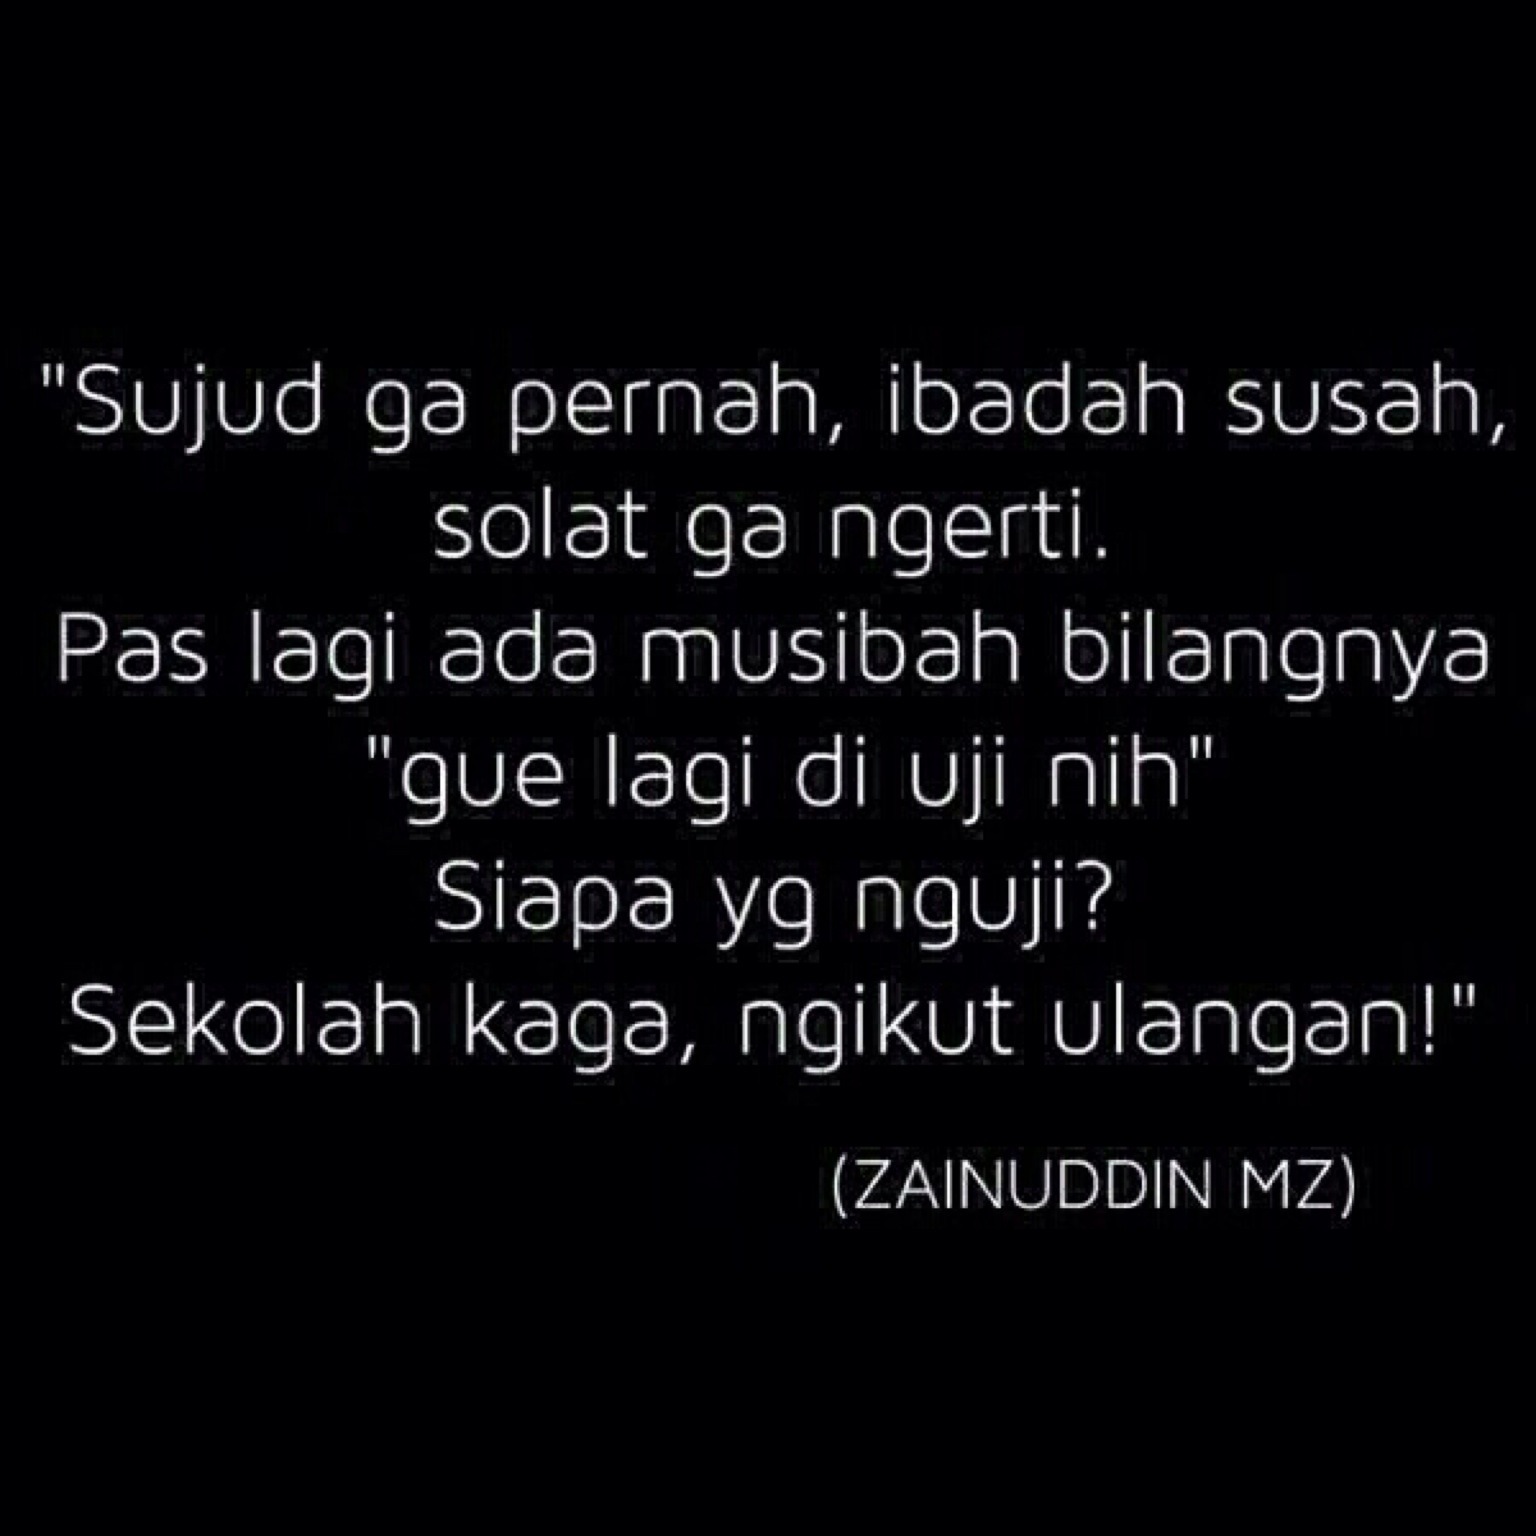 "Sujud ga pernah, ibadah susah,
solat ga ngerti.
Pas lagi ada musibah bilangnya
"gue lagi di uji nih"
Siapa yg nguji?
Sekolah kaga, ngikut ulangan!"
(ZAINUDDIN MZ)